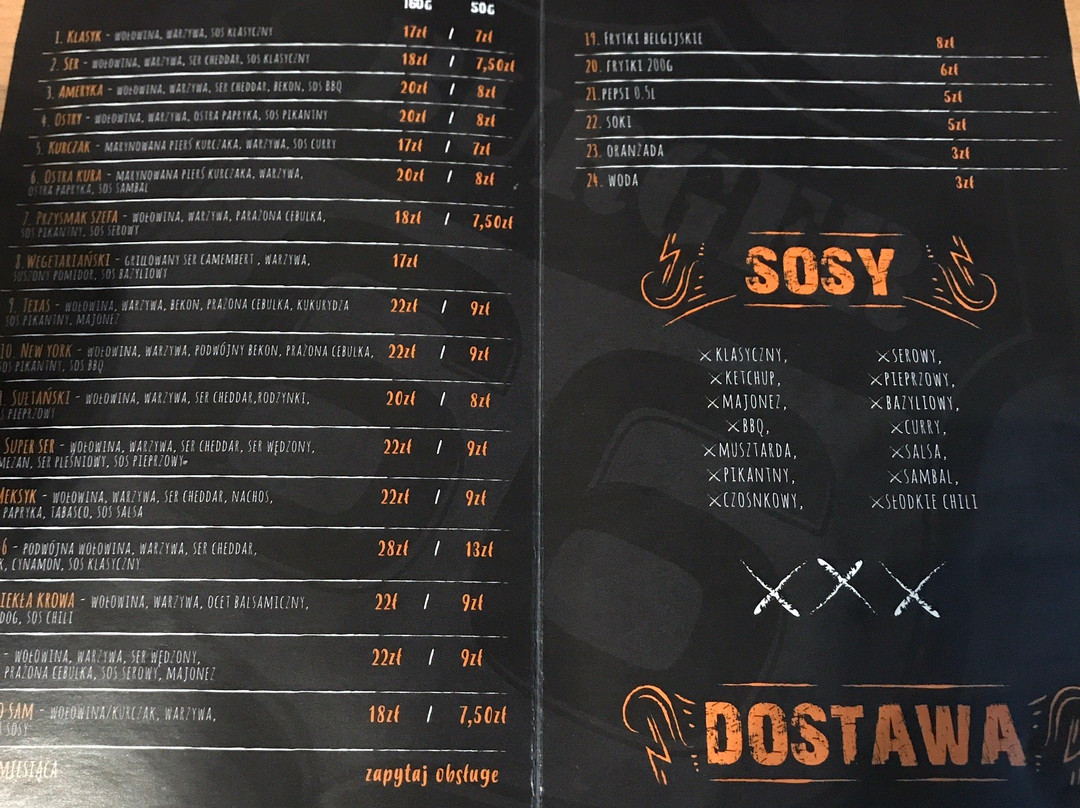 160G 50G
1. KLASYK - WOŁOWINA, WARZYWA, SOS KLASYCZNY 17zł / 7zł
2. SER - WOŁOWINA, WARZYWA, SER CHEDDAR, SOS KLASYCZNY 18zł / 7,50zł
3. AMERYKA - WOŁOWINA, WARZYWA, SER CHEDDAR, BEKON, SOS BBQ 20zł / 8zł
4. OSTRY - WOŁOWINA, WARZYWA, OSTRA PAPRYKA, SOS PIKANTNY 20zł / 8zł
5. KURCZAK - MARYNOWANA PIERŚ KURCZAKA, WARZYWA, SOS CURRY 17zł / 7zł
6. OSTRA KURA - MARYNOWANA PIERŚ KURCZAKA, WARZYWA, 20zł / 8zł
OSTRA PAPRYKA, SOS SAMBAL
7. PRZYSMAK SZEFA - WOŁOWINA, WARZYWA, PARAŻONA CEBULKA, 18zł / 7,50zł
SOS PIKANTNY, SOS SEROWY
8. WEGETARIAŃSKI - GRILLOWANY SER CAMEMBERT , WARZYWA, 17zł
SUSZONY POMIDOR, SOS BAZYLIOWY
9. TEXAS - WOŁOWINA, WARZYWA, BEKON, PRAŻONA CEBULKA, KUKURYDZA 22zł / 9zł
SOS PIKANTNY, MAJONEZ
10. NEW YORK - WOŁOWINA, WARZYWA, PODWÓJNY BEKON, PRAŻONA CEBULKA, 22zł / 9zł
SOS PIKANTNY, SOS BBQ
. SUŁTAŃSKI - WOŁOWINA, WARZYWA, SER CHEDDAR,RODZYNKI, 20zł / 8zł
PIEPRZOWY
SUPER SER - WOŁOWINA, WARZYWA, SER CHEDDAR, SER WĘDZONY, 22zł / 9zł
MEZAN, SER PLEŚNIOWY, SOS PIEPRZOWY
MEKSYK - WOŁOWINA, WARZYWA, SER CHEDDAR, NACHOS, 22zł / 9zł
PAPRYKA, TABASCO, SOS SALSA
6 - PODWÓJNA WOŁOWINA, WARZYWA, SER CHEDDAR, 28zł / 13zł
K, CYNAMON, SOS KLASYCZNY
IEKŁA KROWA - WOŁOWINA, WARZYWA, OCET BALSAMICZNY, 22ł / 9zł
DOG, SOS CHILI
- WOŁOWINA, WARZYWA, SER WĘDZONY, 22zł / 9zł
PRAŻONA CEBULKA, SOS SEROWY, MAJONEZ
SAM - WOŁOWINA/KURCZAK, WARZYWA, 18zł / 7,50zł
SOSY
MIESIĄCA zapytaj obsługe
19. FRYTKI BELGIJSKIE 8zł
20. FRYTKI 200G 6zł
21.PEPSI 0.5L 5zł
22. SOKI 5zł
23. ORANŻADA 3zł
24. WODA 3zł
SOSY
KLASYCZNY,
KETCHUP,
MAJONEZ,
BBQ,
MUSZTARDA,
PIKANTNY,
CZOSNKOWY,
SEROWY,
PIEPRZOWY,
BAZYLIOWY,
CURRY,
SALSA,
SAMBAL,
SŁODKIE CHILI
XXX
DOSTAWA